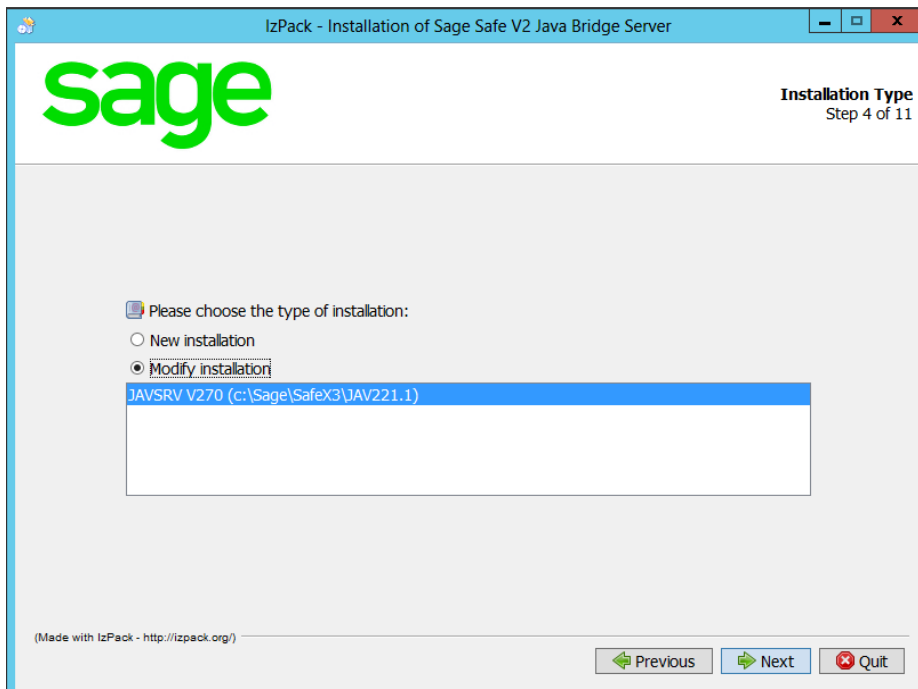 IzPack - Installation of Sage Safe V2 Java Bridge Server
sage
Installation Type
Step 4 of 11
Please choose the type of installation:
New installation
Modify installation
JAVSRV V270 (c:\Sage\SafeX3\JAV221.1)
(Made with IzPack - http://izpack.org/)
Previous
Next
Quit